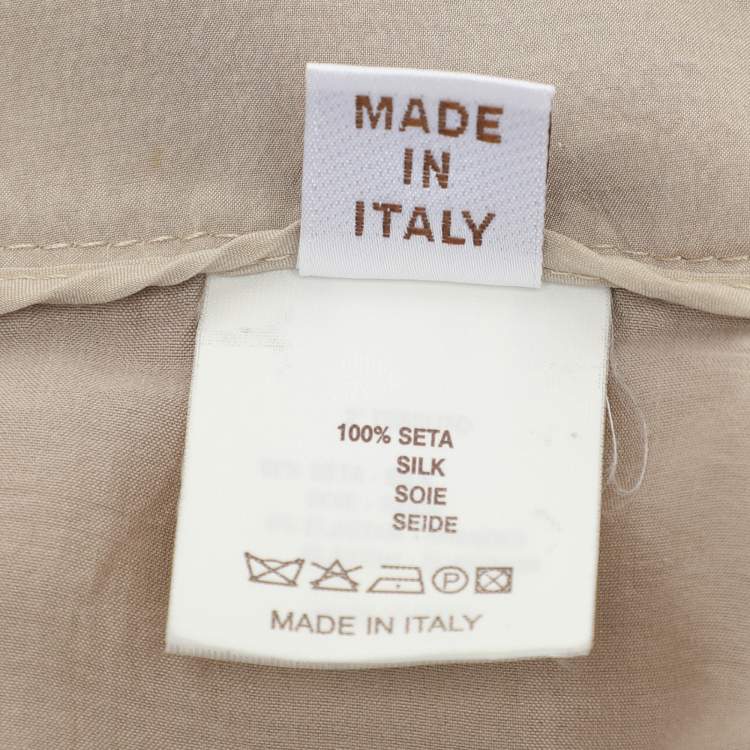 MADE
IN
ITALY
100% SETA
SILK
SOIE
SEIDE
P
MADE IN ITALY